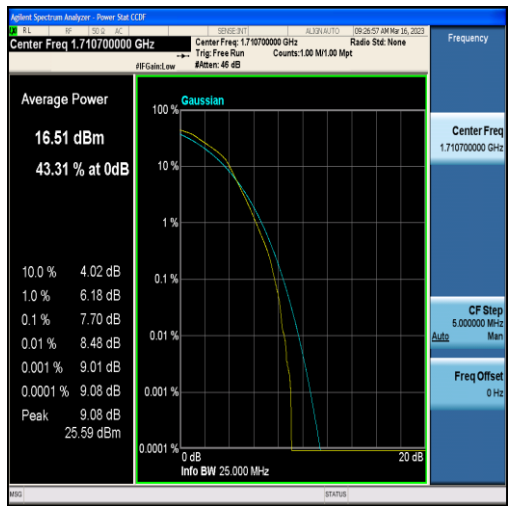 Agilent Spectrum Analyzer - Power Stat CCDF
RL RF 50 Ω AC SENSE:INT ALIGN AUTO 09:26:57 AM Mar 16, 2023
Center Freq 1.710700000 GHz
Center Freq: 1.710700000 GHz Radio Std: None
Trig: Free Run Counts:1.00 M/1.00 Mpt
#IFGain:Low #Atten: 46 dB
Frequency
Average Power
16.51 dBm
43.31 % at 0dB
10.0 % 4.02 dB
1.0 % 6.18 dB
0.1 % 7.70 dB
0.01 % 8.48 dB
0.001 % 9.01 dB
0.0001 % 9.08 dB
Peak 9.08 dB
25.59 dBm
Gaussian
100 %
10 %
1 %
0.1 %
0.01 %
0.001 %
0.0001 %
0 dB 20 dB
Info BW 25.000 MHz
Center Freq
1.710700000 GHz
CF Step
5.000000 MHz
Auto Man
Freq Offset
0 Hz
MSG STATUS